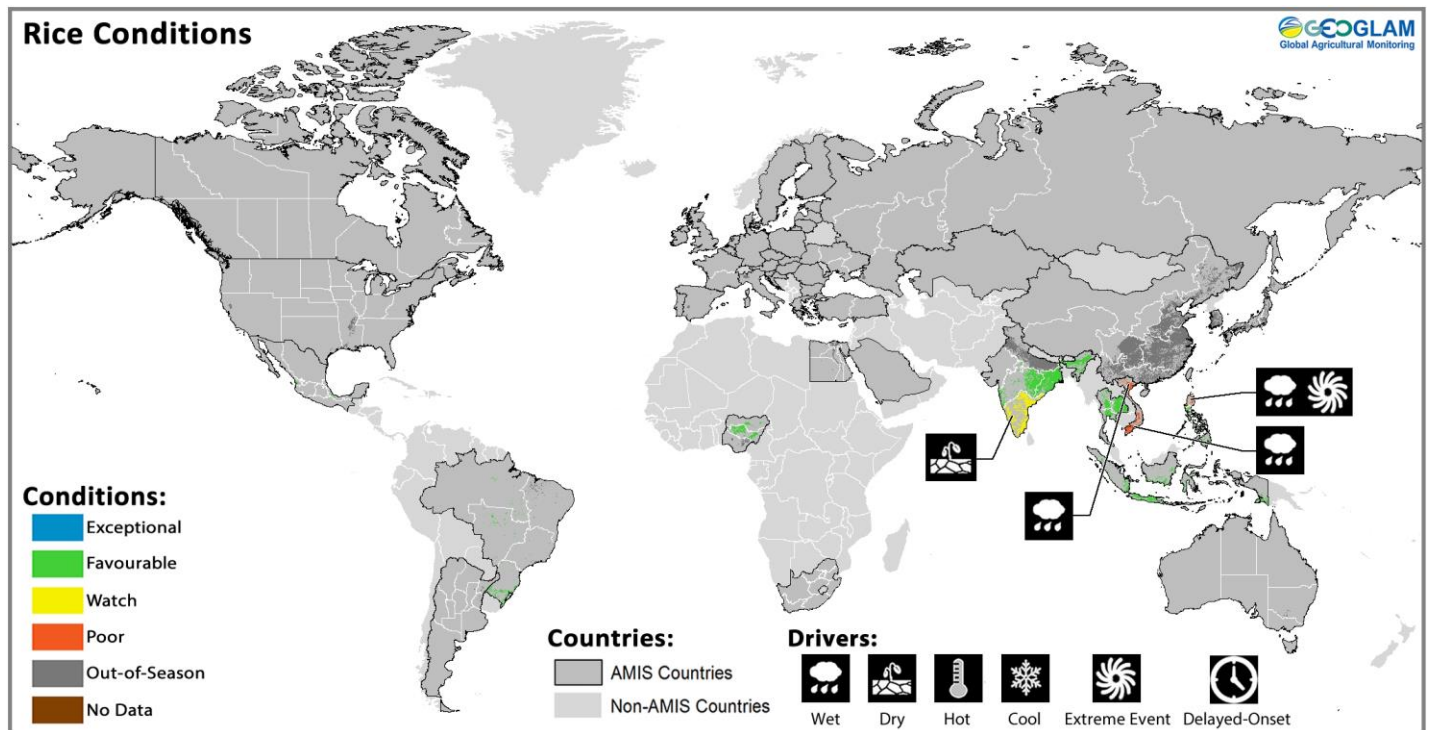 Rice Conditions
GEOGLAM
Global Agricultural Monitoring
Conditions:
Exceptional
Favourable
Watch
Poor
Out-of-Season
No Data
Countries:
AMIS Countries
Non-AMIS Countries
Drivers:
Wet
Dry
Hot
Cool
Extreme Event
Delayed-Onset